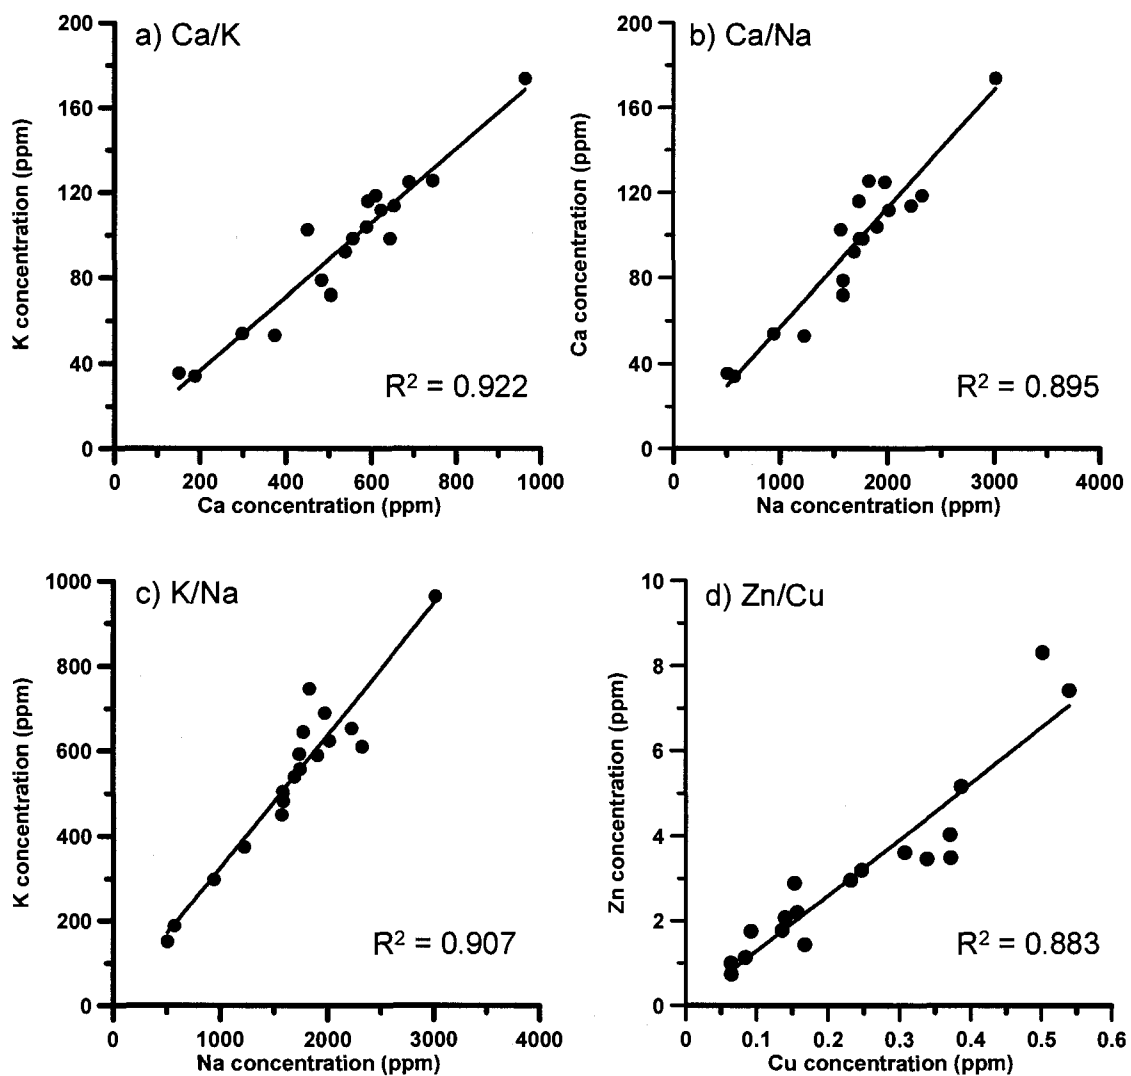 a) Ca/K
200
160
120
80
40
0
K concentration (ppm)
R² = 0.922
0 200 400 600 800 1000
Ca concentration (ppm)
b) Ca/Na
200
160
120
80
40
0
Ca concentration (ppm)
R² = 0.895
0 1000 2000 3000 4000
Na concentration (ppm)
c) K/Na
1000
800
600
400
200
0
K concentration (ppm)
R² = 0.907
0 1000 2000 3000 4000
Na concentration (ppm)
d) Zn/Cu
10
8
6
4
2
0
Zn concentration (ppm)
R² = 0.883
0 0.1 0.2 0.3 0.4 0.5 0.6
Cu concentration (ppm)